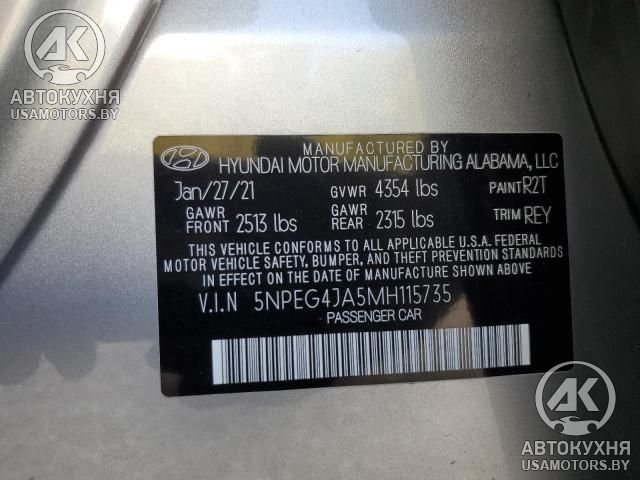 AK
АВТОКУХНЯ
USAMOTORS.BY
MANUFACTURED BY
HYUNDAI MOTOR MANUFACTURING ALABAMA, LLC
Jan/27/21 GVWR 4354 lbs PAINT R2T
GAWR FRONT 2513 lbs GAWR REAR 2315 lbs TRIM REY
THIS VEHICLE CONFORMS TO ALL APPLICABLE U.S.A. FEDERAL
MOTOR VEHICLE SAFETY, BUMPER, AND THEFT PREVENTION STANDARDS
IN EFFECT ON THE DATE OF MANUFACTURE SHOWN ABOVE.
V.I.N 5NPEG4JA5MH115735
PASSENGER CAR
AK
АВТОКУХНЯ
USAMOTORS.BY